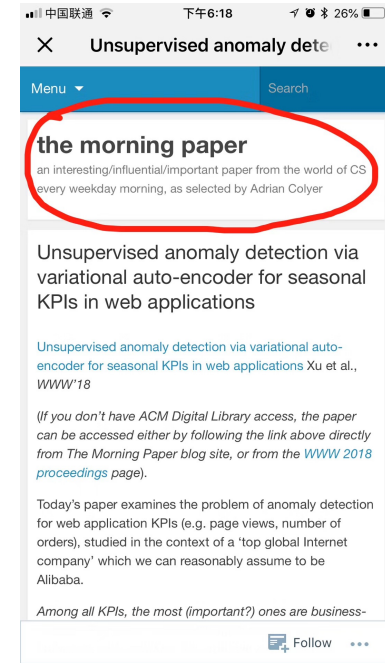 中国联通 下午6:18 26%
Unsupervised anomaly dete
Menu Search
the morning paper
an interesting/influential/important paper from the world of CS
every weekday morning, as selected by Adrian Colyer
Unsupervised anomaly detection via
variational auto-encoder for seasonal
KPIs in web applications
Unsupervised anomaly detection via variational auto-
encoder for seasonal KPIs in web applications Xu et al.,
WWW'18
(If you don't have ACM Digital Library access, the paper
can be accessed either by following the link above directly
from The Morning Paper blog site, or from the WWW 2018
proceedings page).
Today's paper examines the problem of anomaly detection
for web application KPIs (e.g. page views, number of
orders), studied in the context of a 'top global Internet
company' which we can reasonably assume to be
Alibaba.
Among all KPIs, the most (important?) ones are business-
Follow